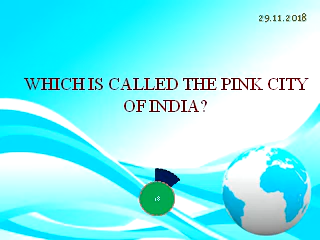 29.11.2018
WHICH IS CALLED THE PINK CITY
OF INDIA?